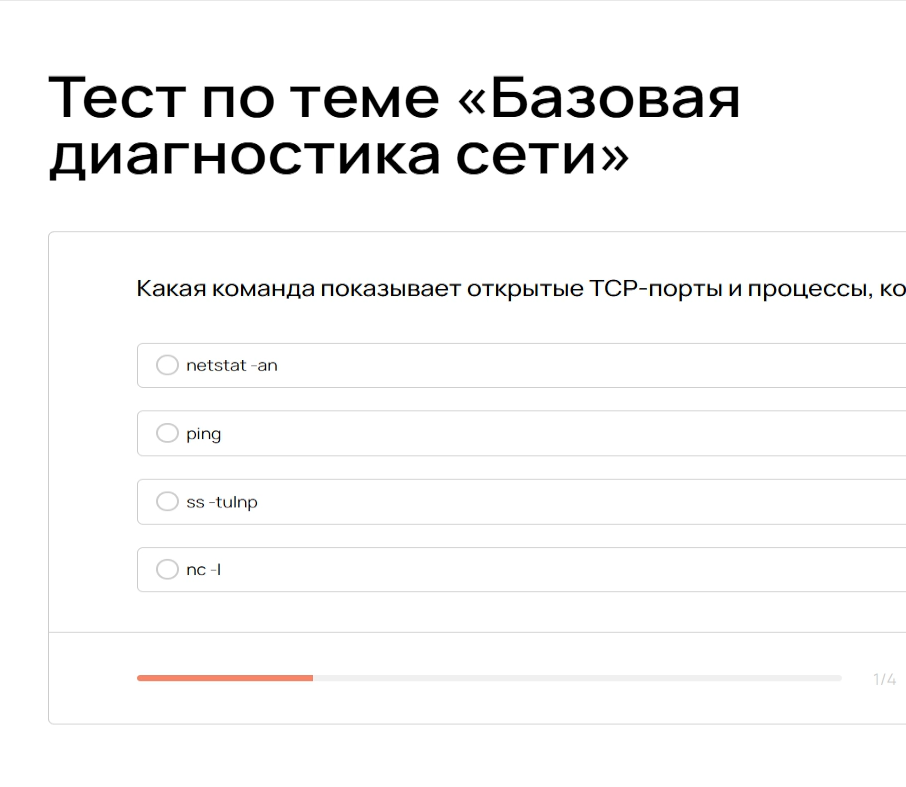 Тест по теме «Базовая
диагностика сети»
Какая команда показывает открытые TCP-порты и процессы, ко
netstat -an
ping
ss -tulnp
nc -l
1/4